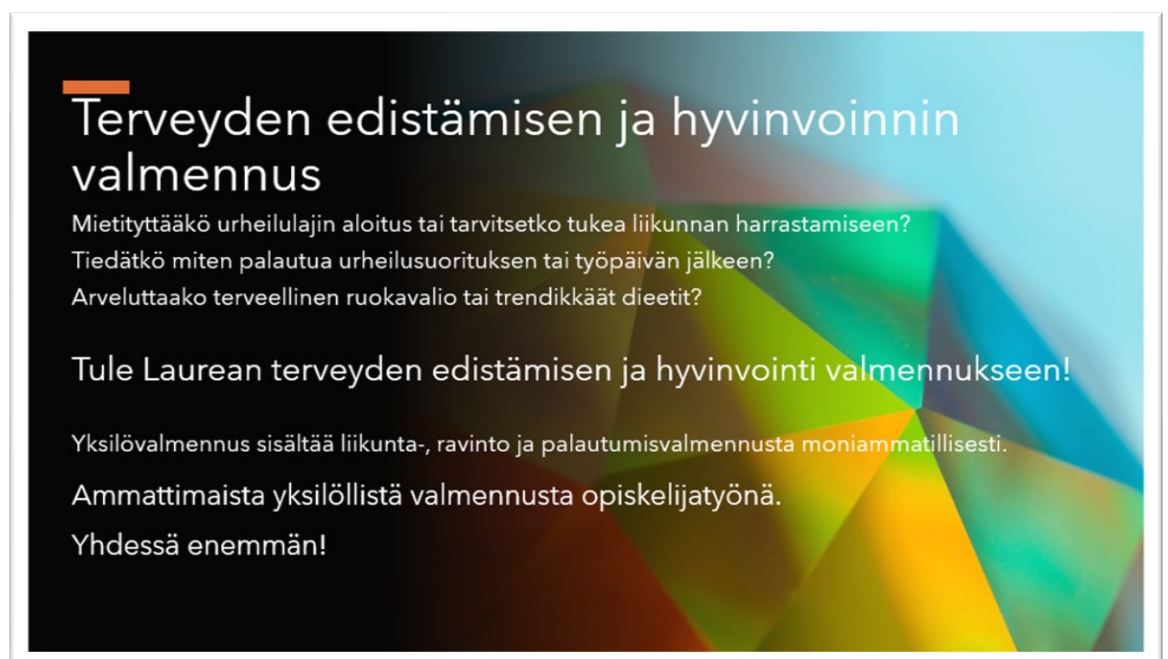 Terveyden edistämisen ja hyvinvoinnin
valmennus
Mietityttääkö urheilulajin aloitus tai tarvitsetko tukea liikunnan harrastamiseen?
Tiedätkö miten palautua urheilusuorituksen tai työpäivän jälkeen?
Arveluttaako terveellinen ruokavalio tai trendikkäät dieetit?
Tule Laurean terveyden edistämisen ja hyvinvointi valmennukseen!
Yksilövalmennus sisältää liikunta-, ravinto ja palautumisvalmennusta moniammatillisesti.
Ammattimaista yksilöllistä valmennusta opiskelijatyönä.
Yhdessä enemmän!